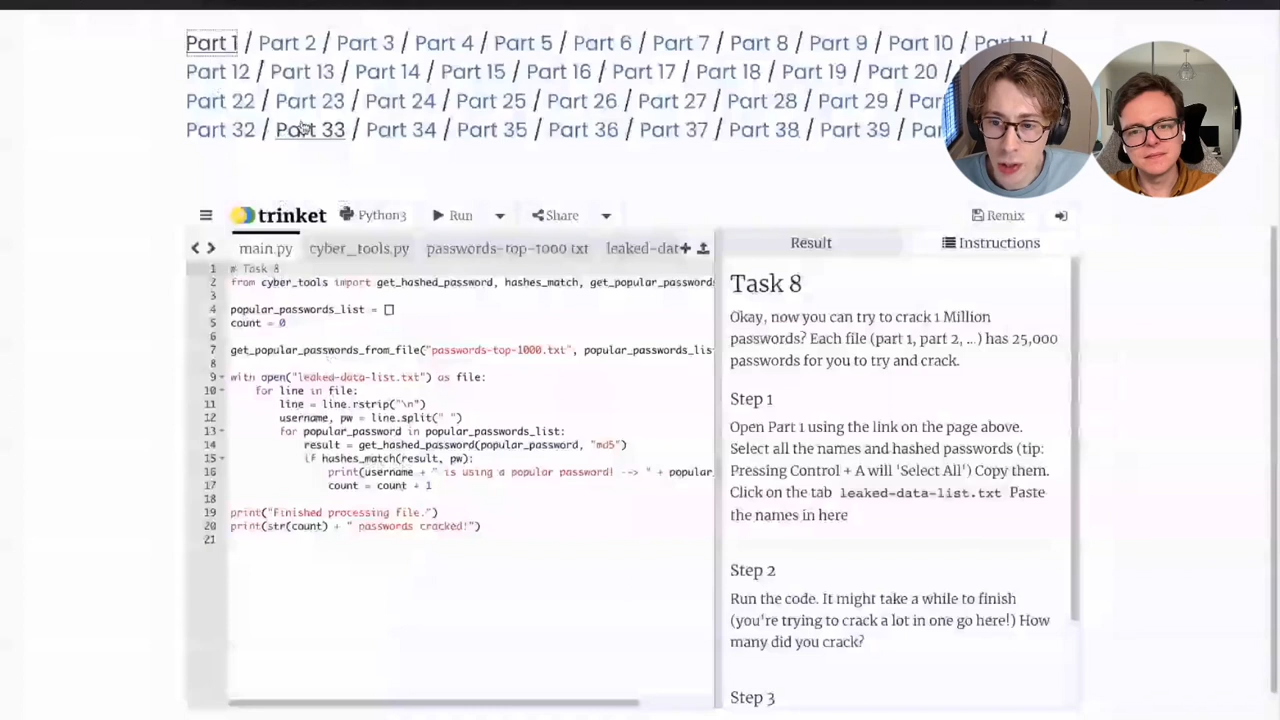 Part 1 / Part 2 / Part 3 / Part 4 / Part 5 / Part 6 / Part 7 / Part 8 / Part 9 / Part 10 / Part 11 /
Part 12 / Part 13 / Part 14 / Part 15 / Part 16 / Part 17 / Part 18 / Part 19 / Part 20 /
Part 22 / Part 23 / Part 24 / Part 25 / Part 26 / Part 27 / Part 28 / Part 29 /
Part 32 / Part 33 / Part 34 / Part 35 / Part 36 / Part 37 / Part 38 / Part 39 /
trinket Python3 Run Share Remix
main.py cyber_tools.py passwords-top-1000.txt leaked-dat
Result Instructions
1 # Task 8
2 from cyber_tools import get_hashed_password, hashes_match, get_popular_passwords
3
4 popular_passwords_list = []
5 count = 0
6
7 get_popular_passwords_from_file("passwords-top-1000.txt", popular_passwords_list
8
9 with open("leaked-data-list.txt") as file:
10 for line in file:
11 line = line.rstrip("\n")
12 username, pw = line.split(" ")
13 for popular_password in popular_passwords_list:
14 result = get_hashed_password(popular_password, "md5")
15 if hashes_match(result, pw):
16 print(username + " is using a popular password! --> " + popular_
17 count = count + 1
18
19 print("Finished processing file.")
20 print(str(count) + " passwords cracked!")
21
Task 8
Okay, now you can try to crack 1 Million
passwords? Each file (part 1, part 2, ...) has 25,000
passwords for you to try and crack.
Step 1
Open Part 1 using the link on the page above.
Select all the names and hashed passwords (tip:
Pressing Control + A will 'Select All') Copy them.
Click on the tab leaked-data-list.txt Paste
the names in here
Step 2
Run the code. It might take a while to finish
(you're trying to crack a lot in one go here!) How
many did you crack?
Step 3